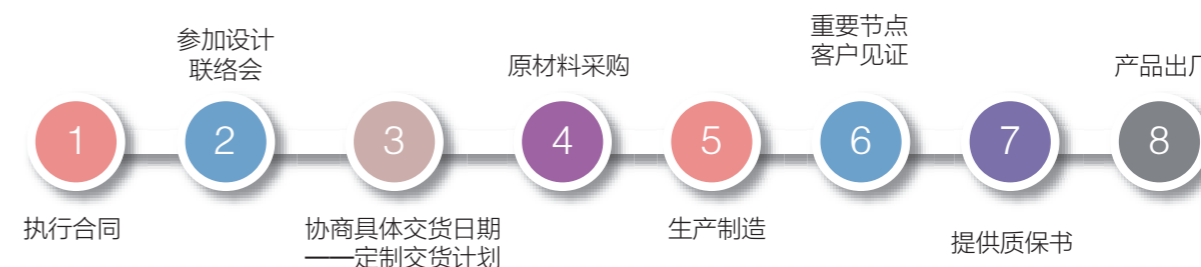 1
执行合同
2
参加设计
联络会
3
协商具体交货日期
——定制交货计划
4
原材料采购
5
生产制造
6
重要节点
客户见证
7
提供质保书
8
产品出厂